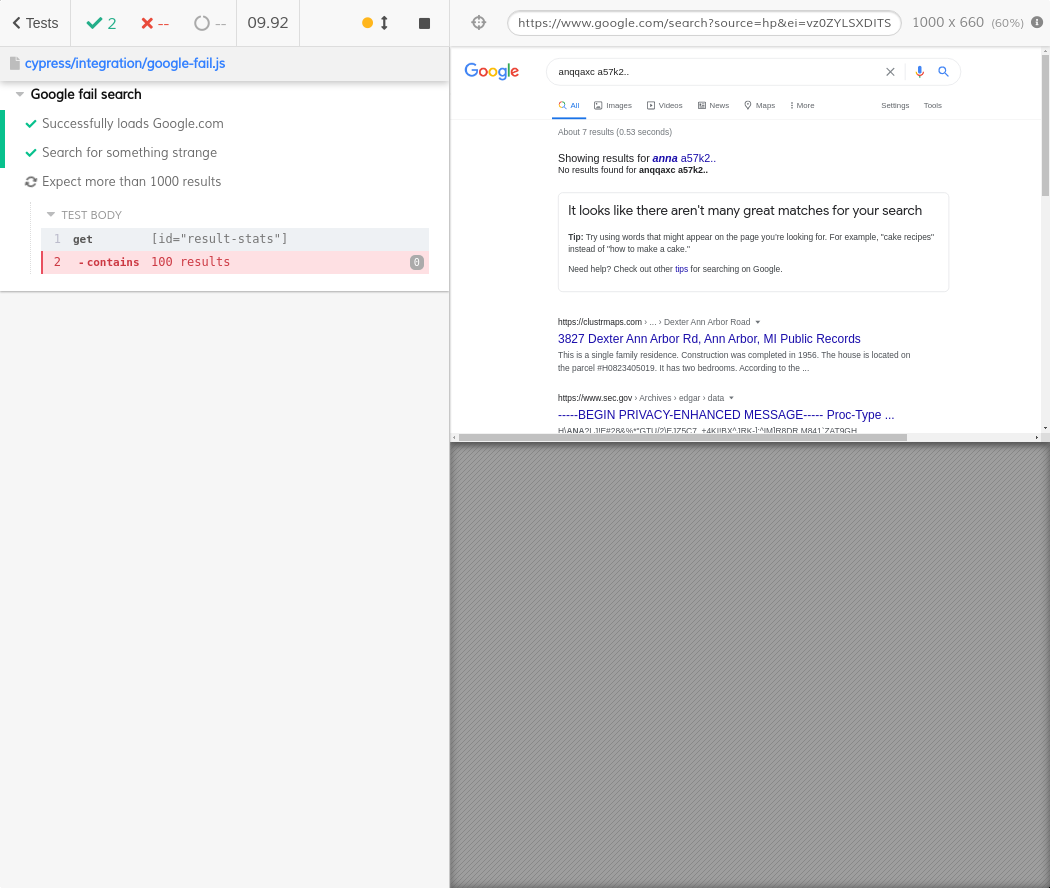 Tests
2
--
--
09.92
https://www.google.com/search?source=hp&ei=vz0ZYLSXDITS
1000 x 660 (60%)
cypress/integration/google-fail.js
Google fail search
Successfully loads Google.com
Search for something strange
Expect more than 1000 results
TEST BODY
1 get [id="result-stats"]
2 -contains 100 results 0
Google
anqqaxc a57k2..
All Images Videos News Maps More Settings Tools
About 7 results (0.53 seconds)
Showing results for anna a57k2..
No results found for anqqaxc a57k2..
It looks like there aren't many great matches for your search
Tip: Try using words that might appear on the page you're looking for. For example, "cake recipes"
instead of "how to make a cake."
Need help? Check out other tips for searching on Google.
https://clustrmaps.com › ... › Dexter Ann Arbor Road
3827 Dexter Ann Arbor Rd, Ann Arbor, MI Public Records
This is a single family residence. Construction was completed in 1956. The house is located on
the parcel #H0823405019. It has two bedrooms. According to the ...
https://www.sec.gov › Archives › edgar › data
-----BEGIN PRIVACY-ENHANCED MESSAGE----- Proc-Type ...